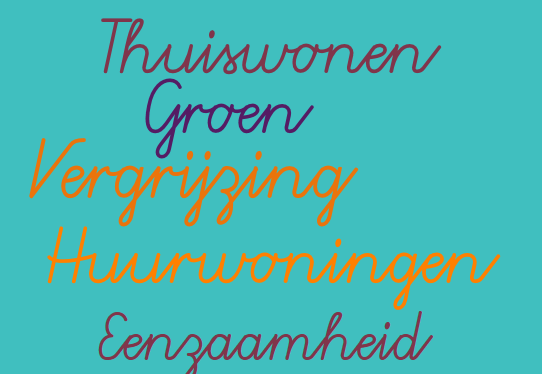 Thuiswonen
Groen
Vergrijzing
Huurwoningen
Eenzaamheid